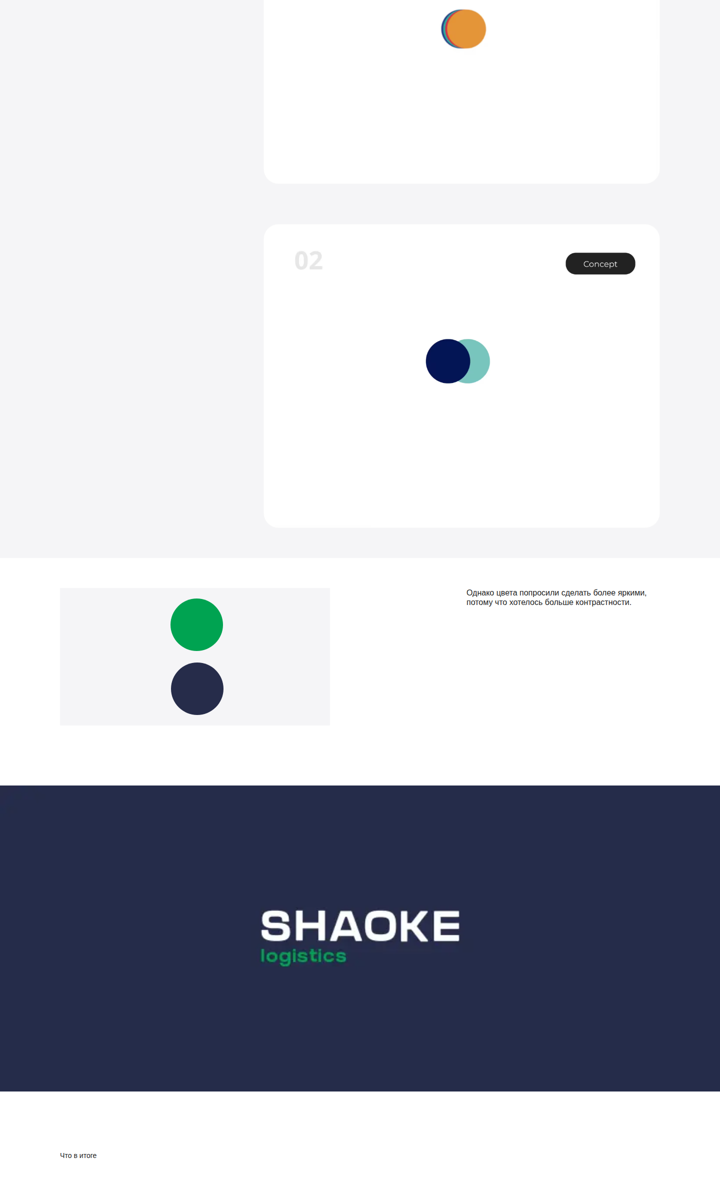 02
Concept
Однако цвета попросили сделать более яркими,
потому что хотелось больше контрастности.
SHAOKE
logistics
Что в итоге